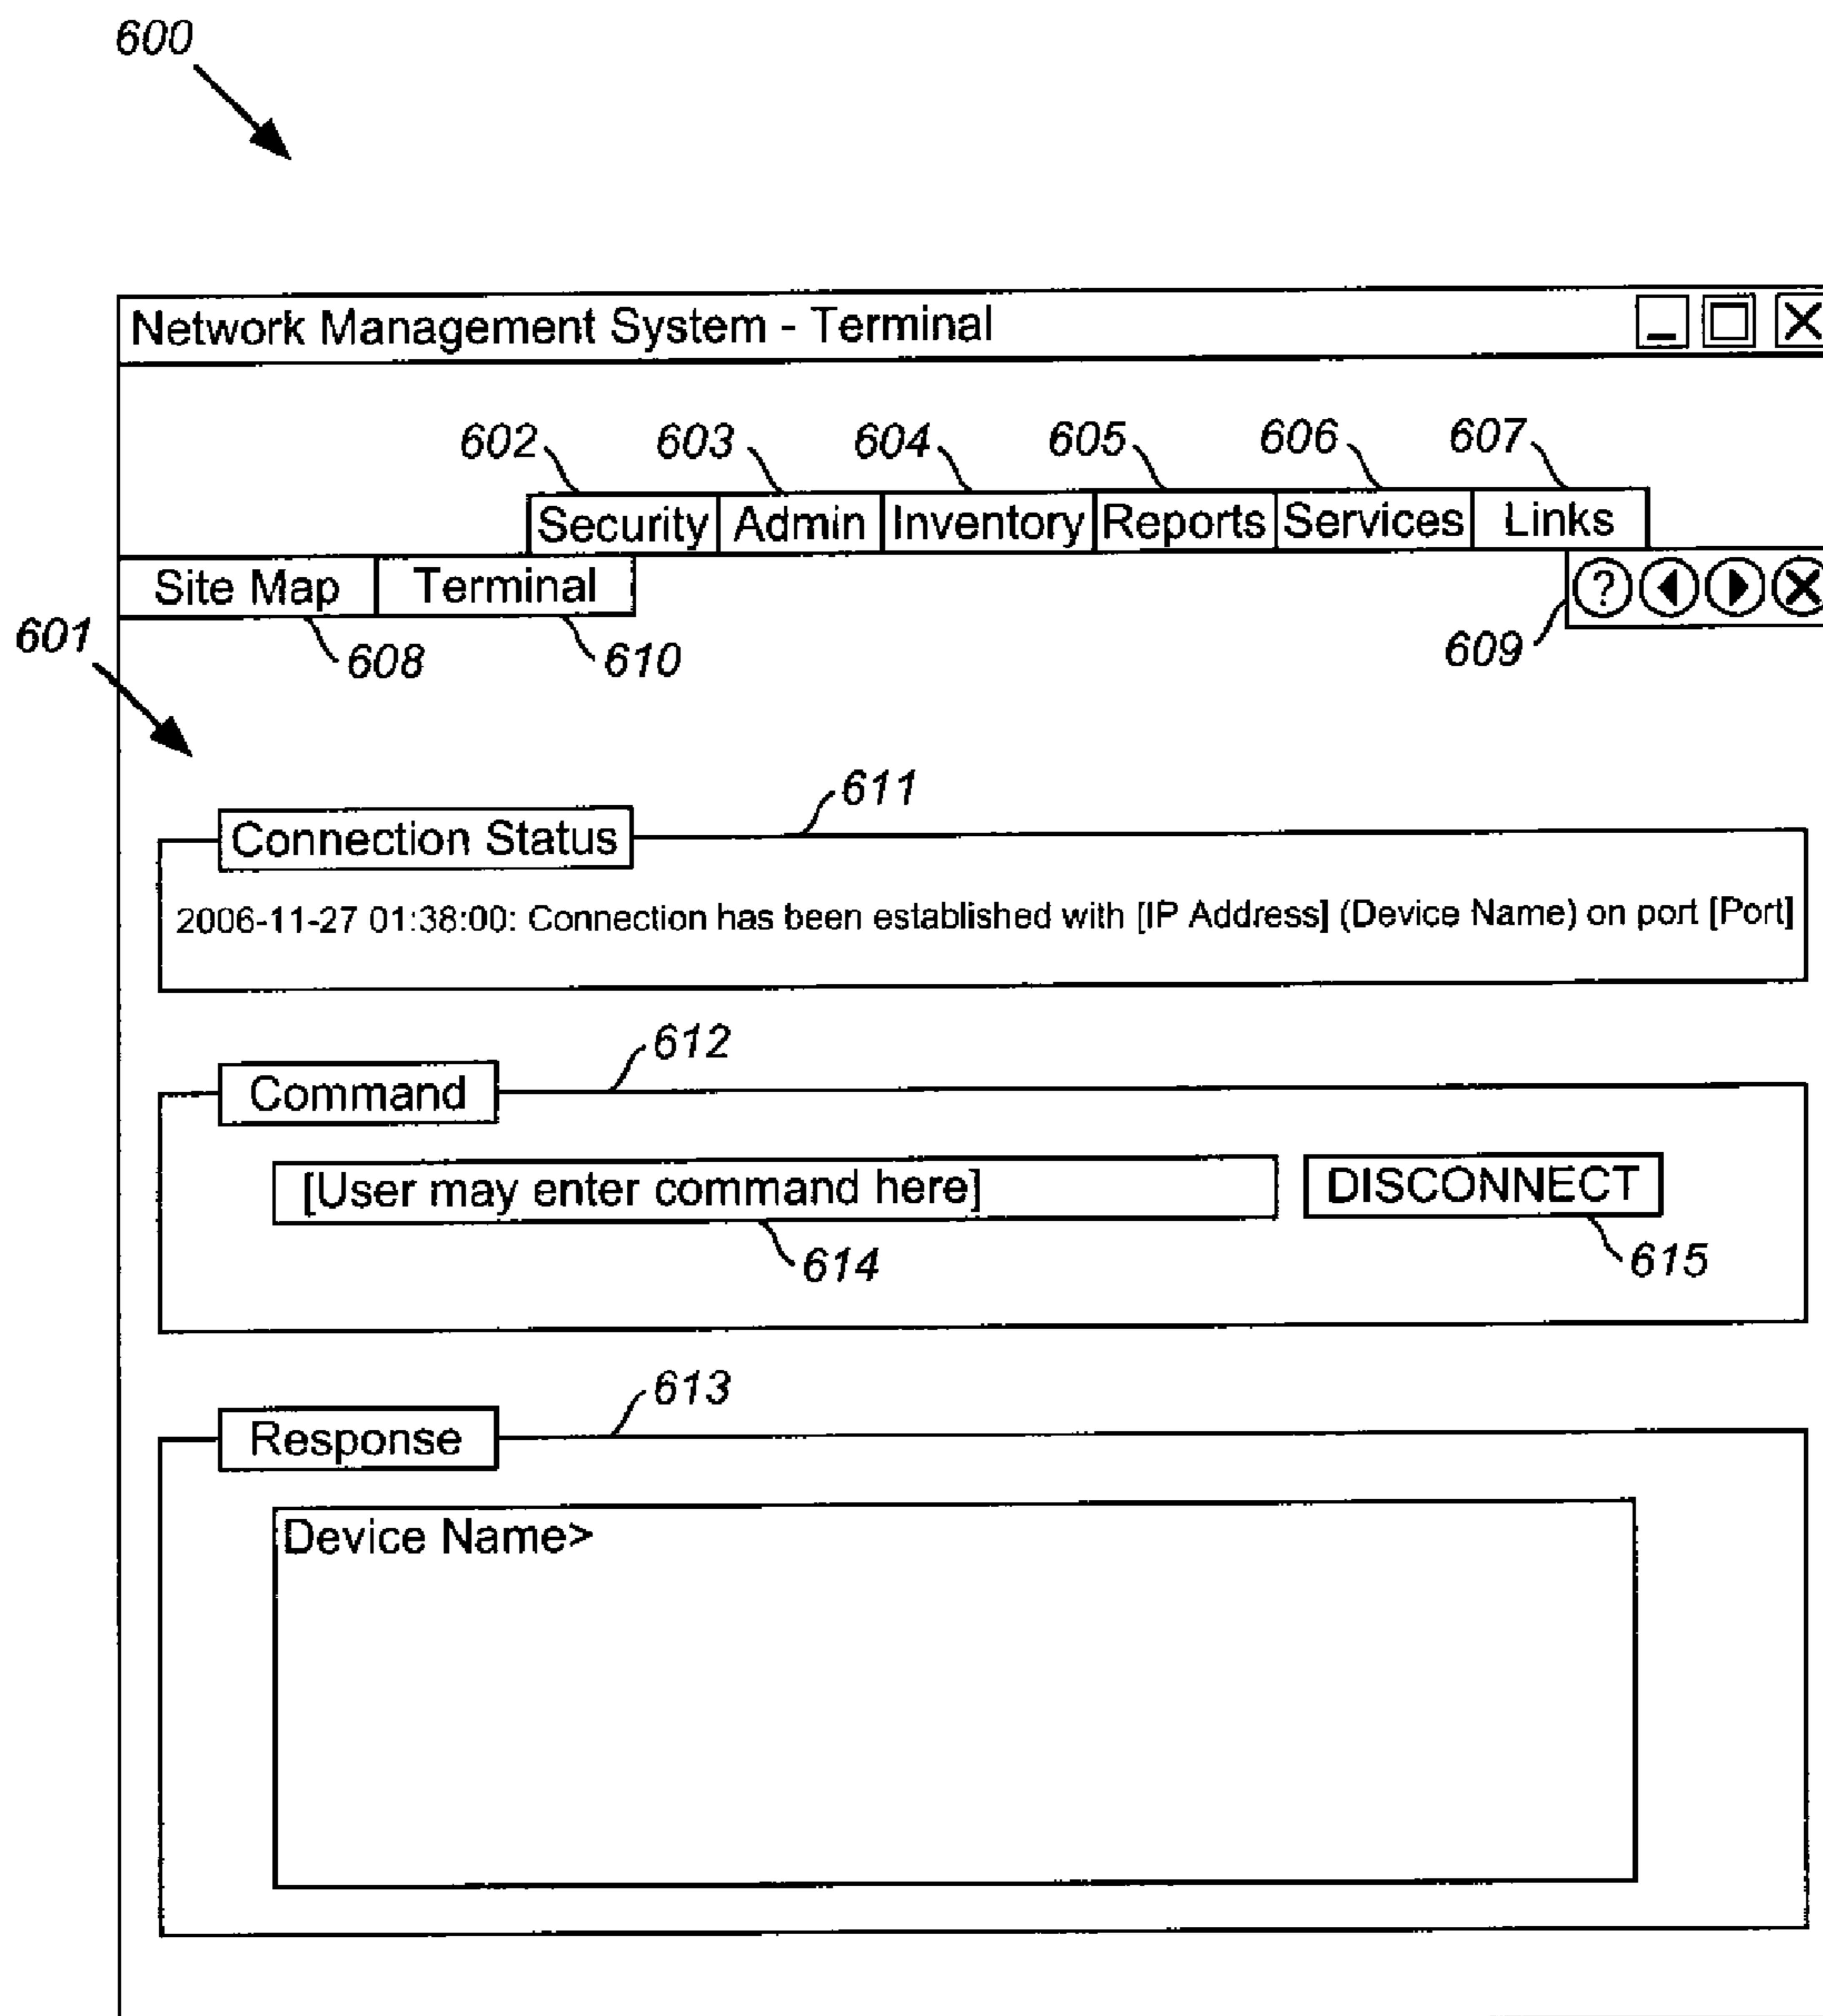 600
Network Management System - Terminal
602 603 604 605 606 607
Security Admin Inventory Reports Services Links
Site Map Terminal ?
601 608 610 609
611
Connection Status
2006-11-27 01:38:00: Connection has been established with [IP Address] (Device Name) on port [Port]
612
Command
[User may enter command here] DISCONNECT
614 615
613
Response
Device Name>